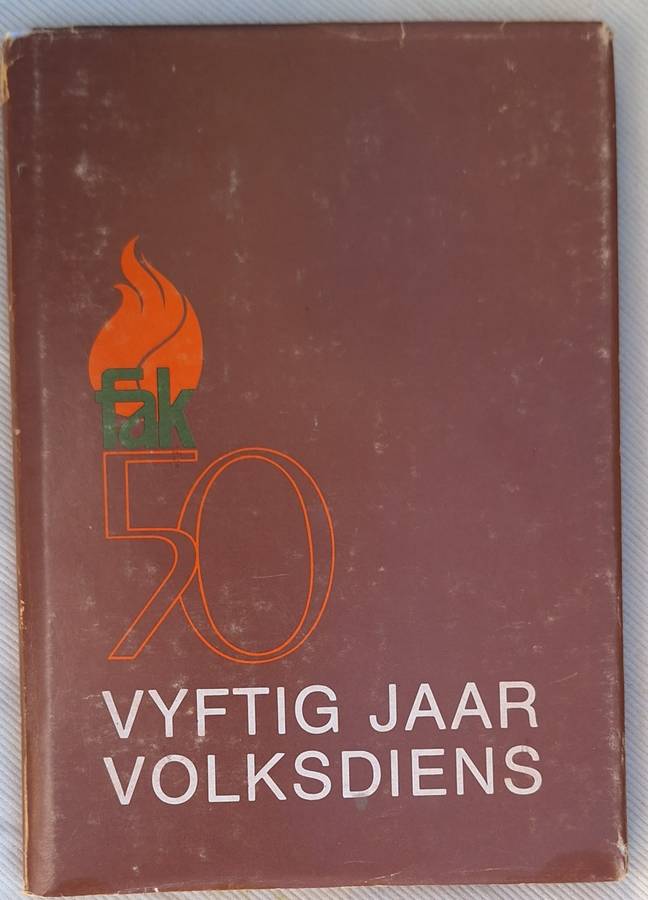 fak
50
VYFTIG JAAR
VOLKSDIENS